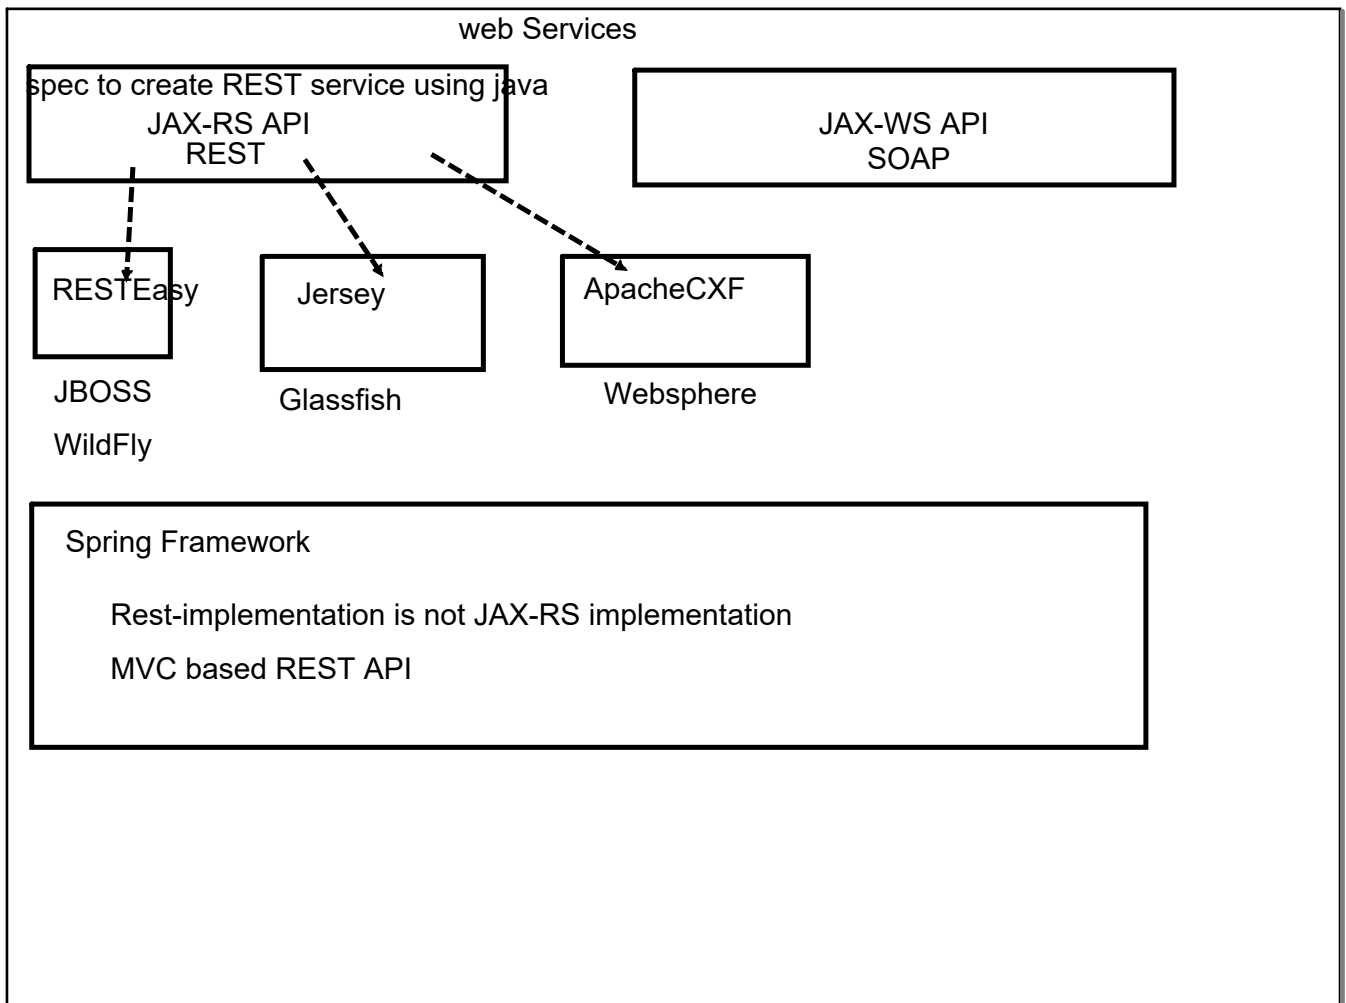 web Services
spec to create REST service using java
JAX-RS API
REST
JAX-WS API
SOAP
RESTEasy
Jersey
ApacheCXF
JBOSS
Glassfish
Websphere
WildFly
Spring Framework
Rest-implementation is not JAX-RS implementation
MVC based REST API